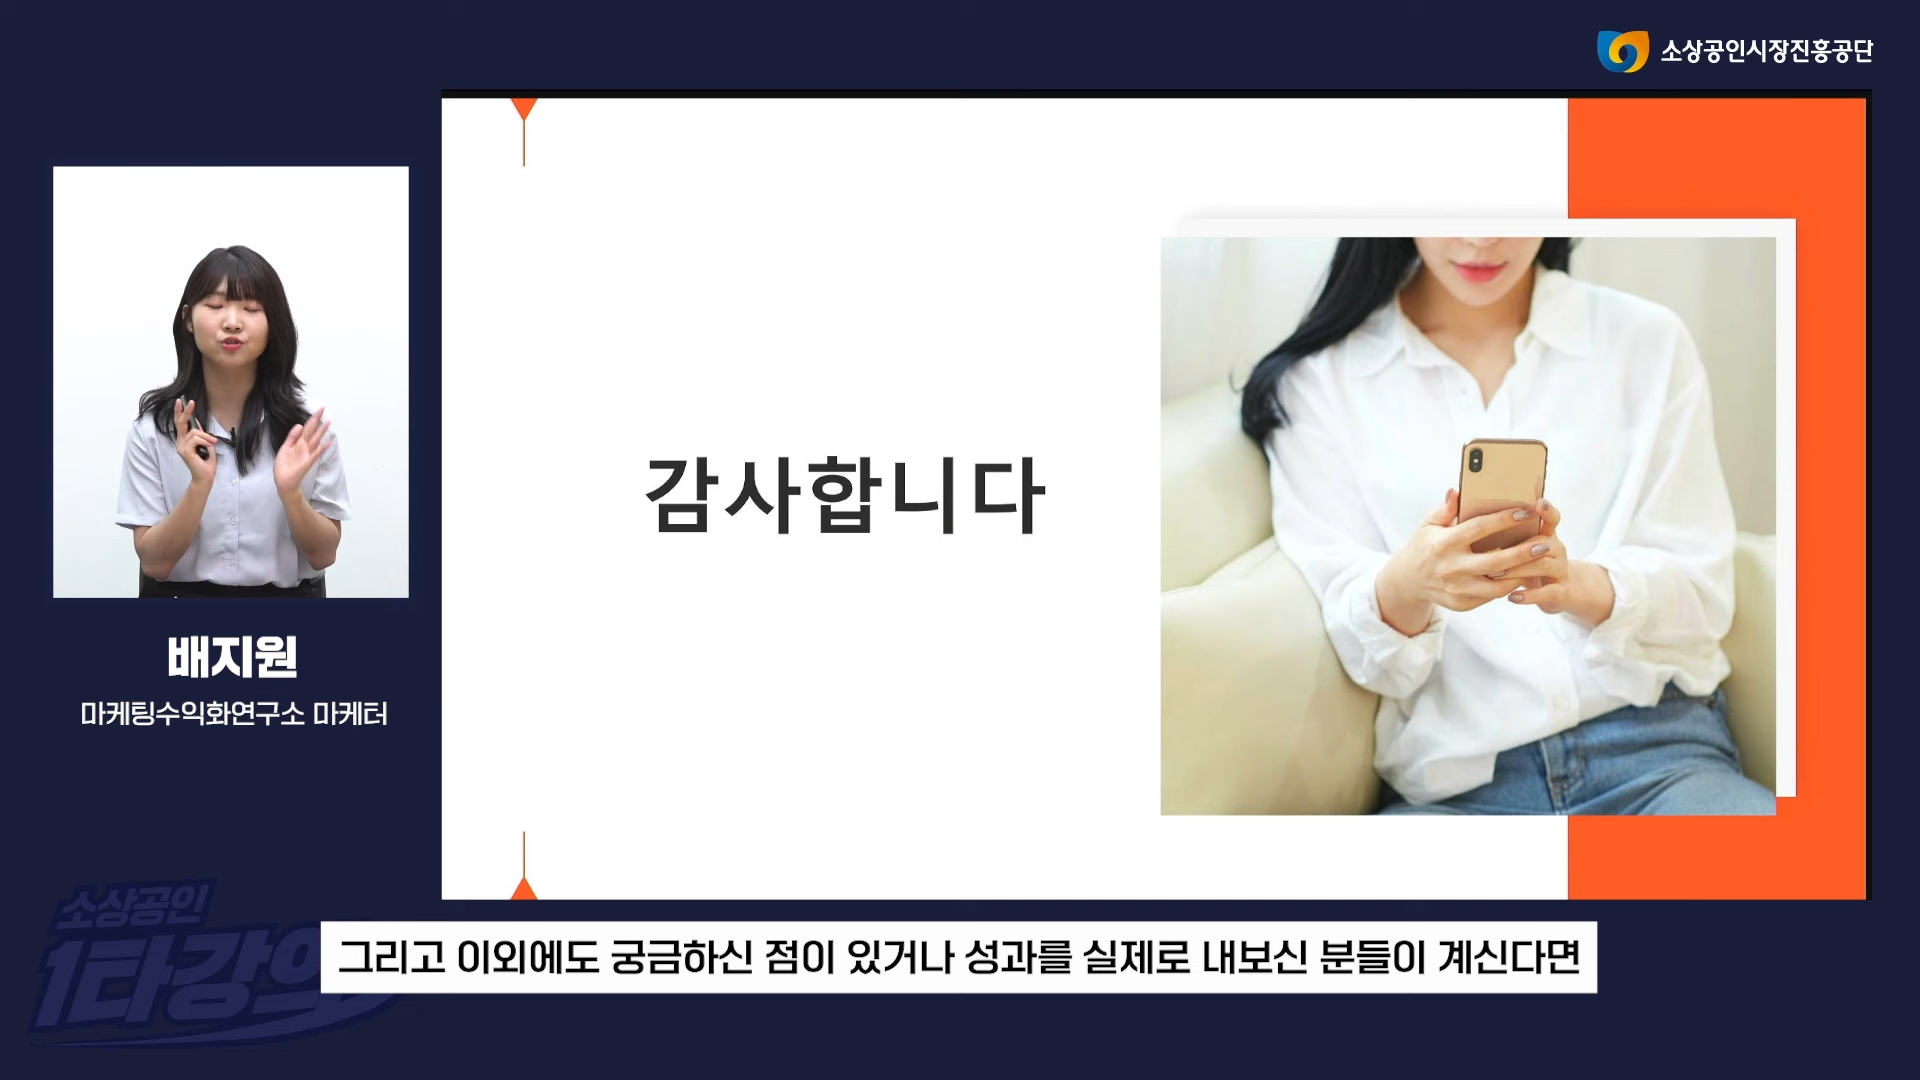 소상공인시장진흥공단
감사합니다
배지원
마케팅수익화연구소 마케터
소상공인
1타강의
그리고 이외에도 궁금하신 점이 있거나 성과를 실제로 내보신 분들이 계신다면